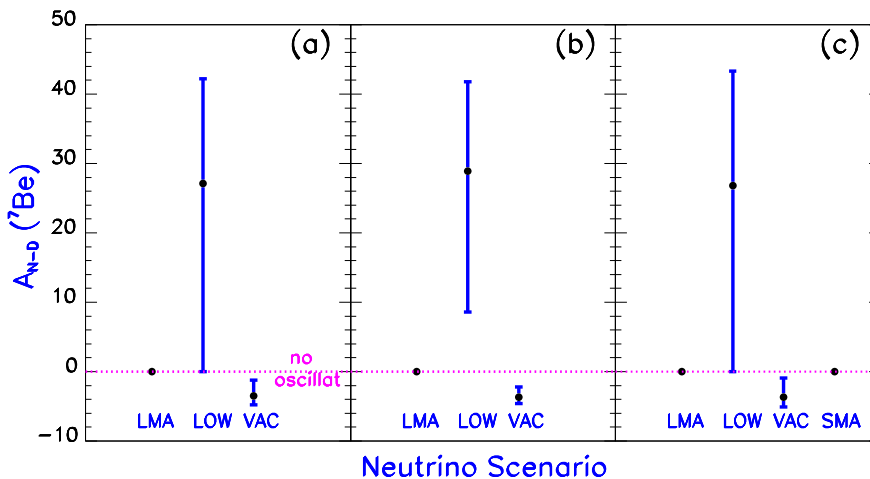 50
40
30
20
10
0
−10
A_{N−D} (⁷Be)
(a)
(b)
(c)
no
oscillat
LMA LOW VAC
LMA LOW VAC
LMA LOW VAC SMA
Neutrino Scenario